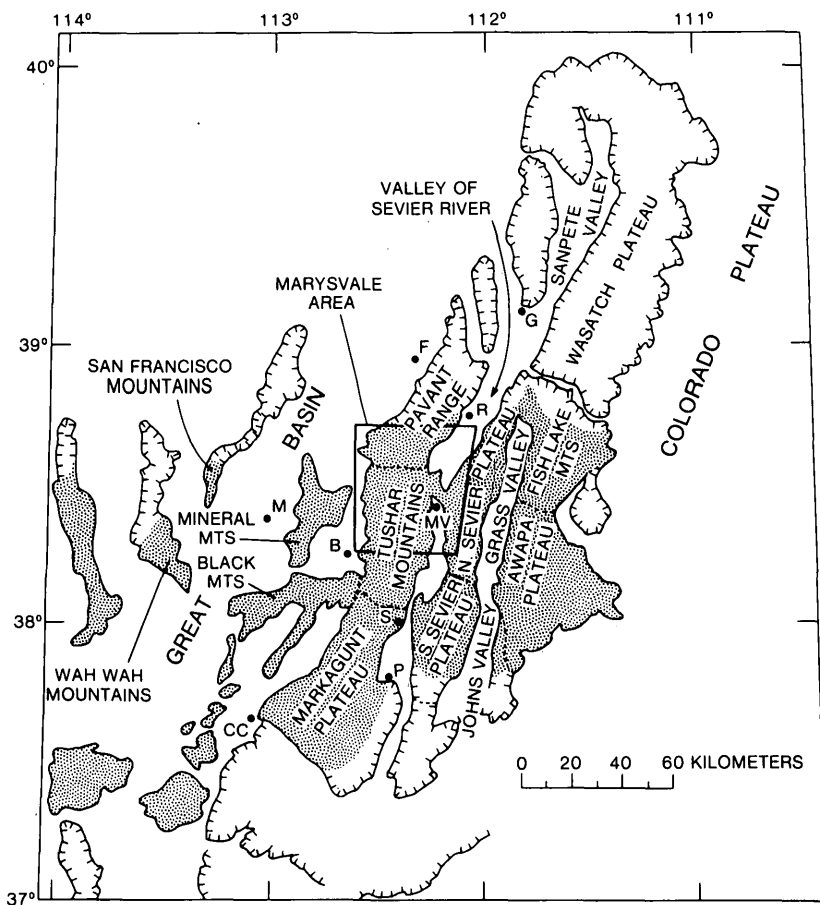 114°
113°
112°
111°
40°
39°
38°
37°
VALLEY OF
SEVIER RIVER
SANPETE
VALLEY
WASATCH PLATEAU
COLORADO PLATEAU
MARYSVALE
AREA
SAN FRANCISCO
MOUNTAINS
GREAT BASIN
F
G
R
PAVANT
RANGE
M
MINERAL
MTS
B
BLACK
MTS
TUSHAR
MOUNTAINS
MV
N SEVIER PLATEAU
GRASS VALLEY
FISH LAKE
MTS
AWAPA
PLATEAU
S
S. SEVIER
PLATEAU
JOHNS VALLEY
P
MARKAGUNT
PLATEAU
CC
WAH WAH
MOUNTAINS
0 20 40 60 KILOMETERS